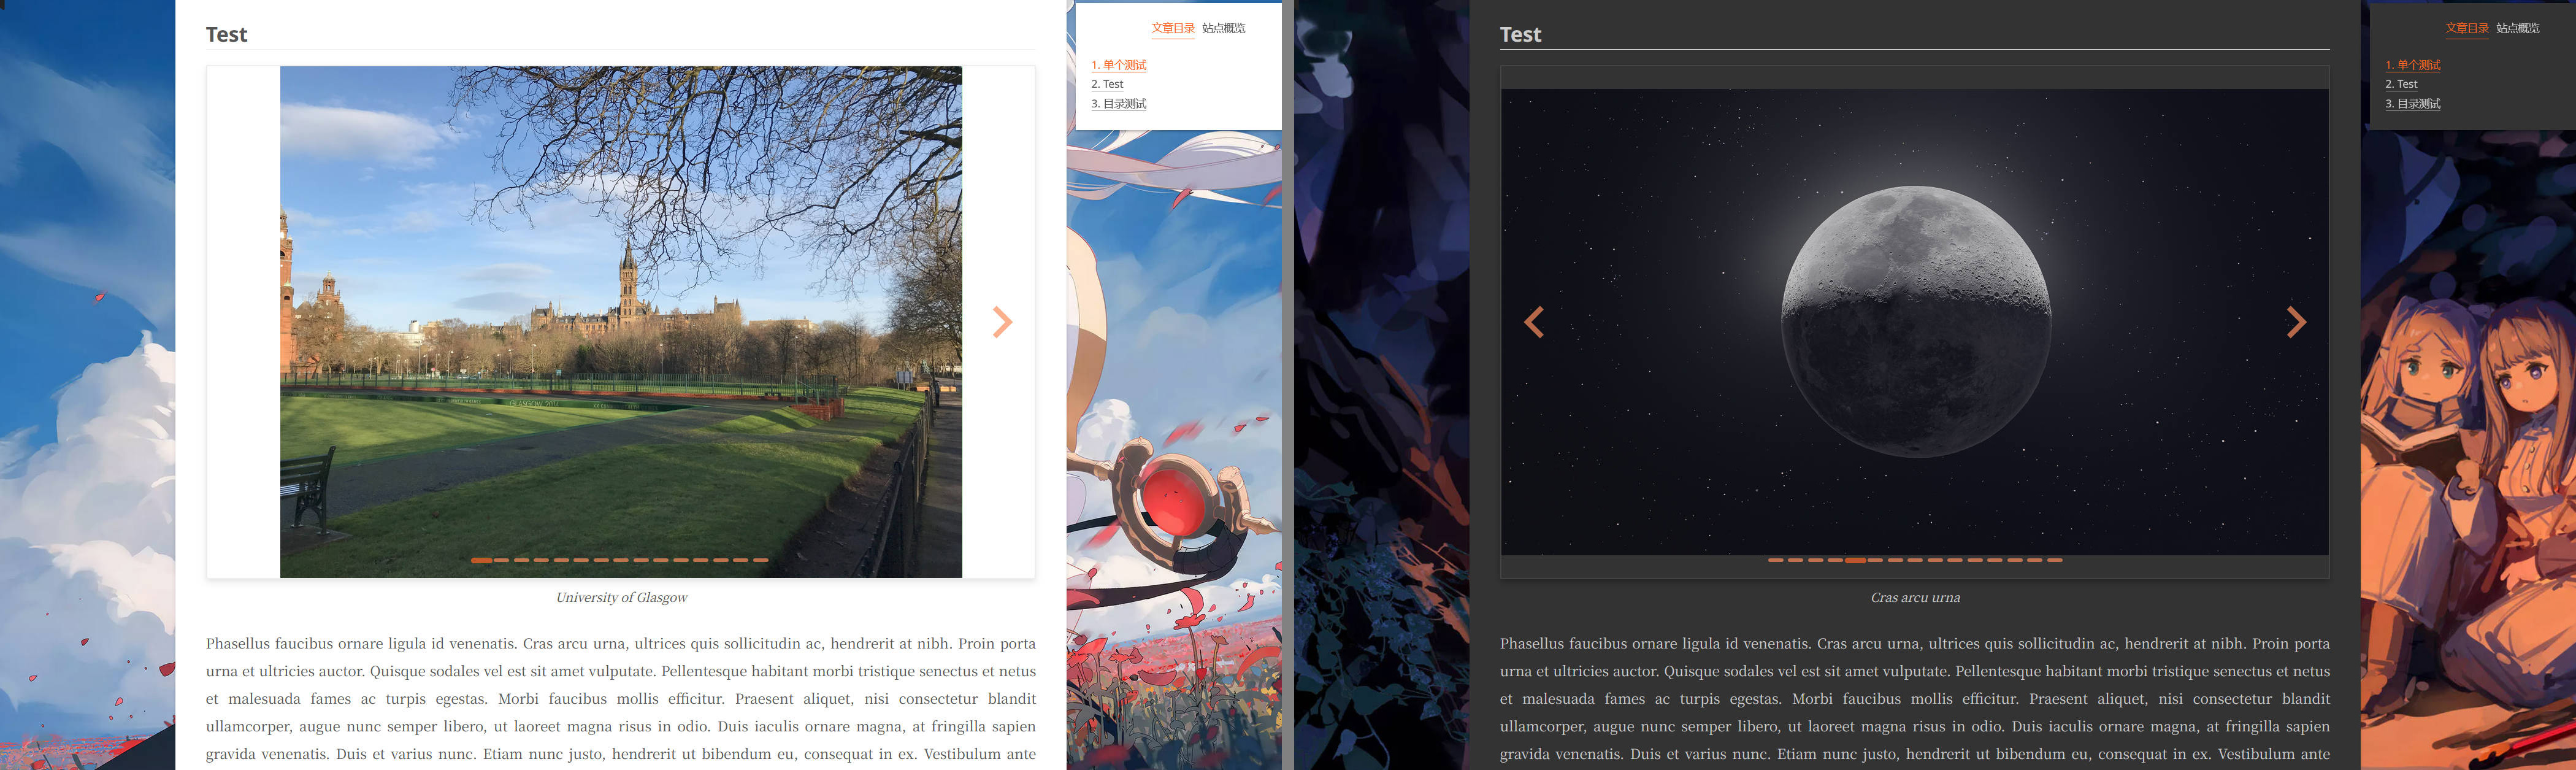 Test
University of Glasgow
Phasellus faucibus ornare ligula id venenatis. Cras arcu urna, ultrices quis sollicitudin ac, hendrerit at nibh. Proin porta
urna et ultricies auctor. Quisque sodales vel est sit amet vulputate. Pellentesque habitant morbi tristique senectus et netus
et malesuada fames ac turpis egestas. Morbi faucibus mollis efficitur. Praesent aliquet, nisi consectetur blandit
ullamcorper, augue nunc semper libero, ut laoreet magna risus in odio. Duis iaculis ornare magna, at fringilla sapien
gravida venenatis. Duis et varius nunc. Etiam nunc justo, hendrerit ut bibendum eu, consequat in ex. Vestibulum ante
文章目录 站点概览
1. 单个测试
2. Test
3. 目录测试
Test
Cras arcu urna
Phasellus faucibus ornare ligula id venenatis. Cras arcu urna, ultrices quis sollicitudin ac, hendrerit at nibh. Proin porta
urna et ultricies auctor. Quisque sodales vel est sit amet vulputate. Pellentesque habitant morbi tristique senectus et netus
et malesuada fames ac turpis egestas. Morbi faucibus mollis efficitur. Praesent aliquet, nisi consectetur blandit
ullamcorper, augue nunc semper libero, ut laoreet magna risus in odio. Duis iaculis ornare magna, at fringilla sapien
gravida venenatis. Duis et varius nunc. Etiam nunc justo, hendrerit ut bibendum eu, consequat in ex. Vestibulum ante
文章目录 站点概览
1. 单个测试
2. Test
3. 目录测试